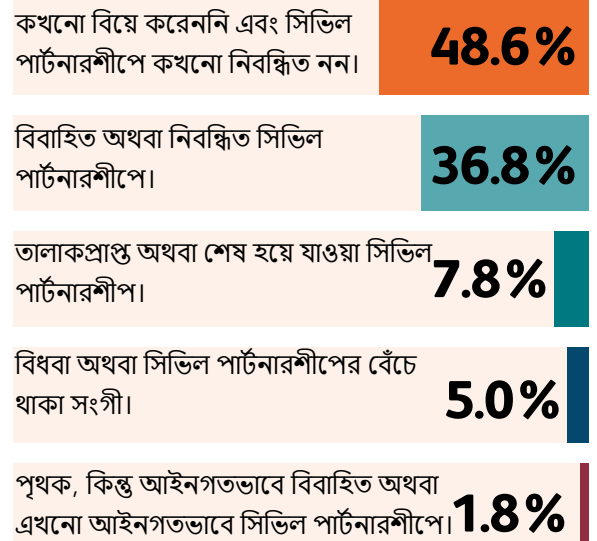 কখনো বিয়ে করেননি এবং সিভিল
পার্টনারশীপে কখনো নিবন্ধিত নন।
48.6%
বিবাহিত অথবা নিবন্ধিত সিভিল
পার্টনারশীপে।
36.8%
তালাকপ্রাপ্ত অথবা শেষ হয়ে যাওয়া সিভিল
পার্টনারশীপ।
7.8%
বিধবা অথবা সিভিল পার্টনারশীপের বেঁচে
থাকা সংগী।
5.0%
পৃথক, কিন্তু আইনগতভাবে বিবাহিত অথবা
এখনো আইনগতভাবে সিভিল পার্টনারশীপে।
1.8%